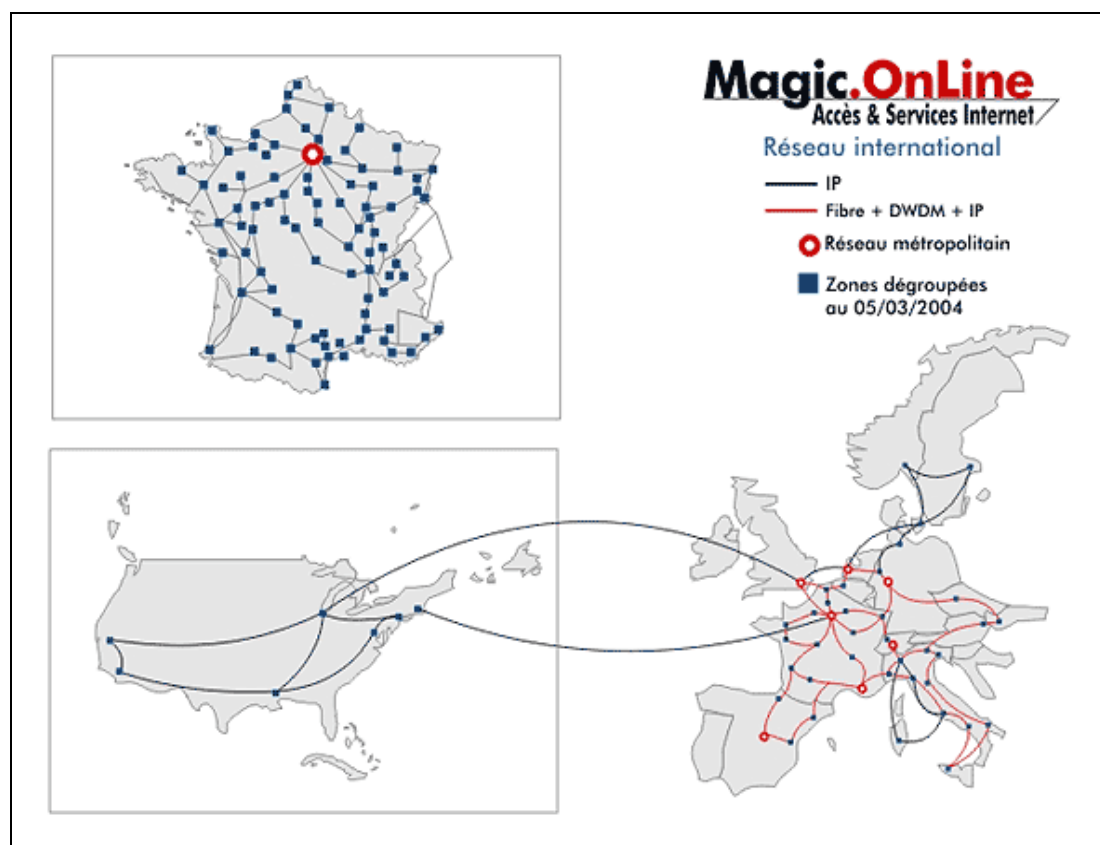 Magic.OnLine
Accès & Services Internet
Réseau international
IP
Fibre + DWDM + IP
Réseau métropolitain
Zones dégroupées
au 05/03/2004